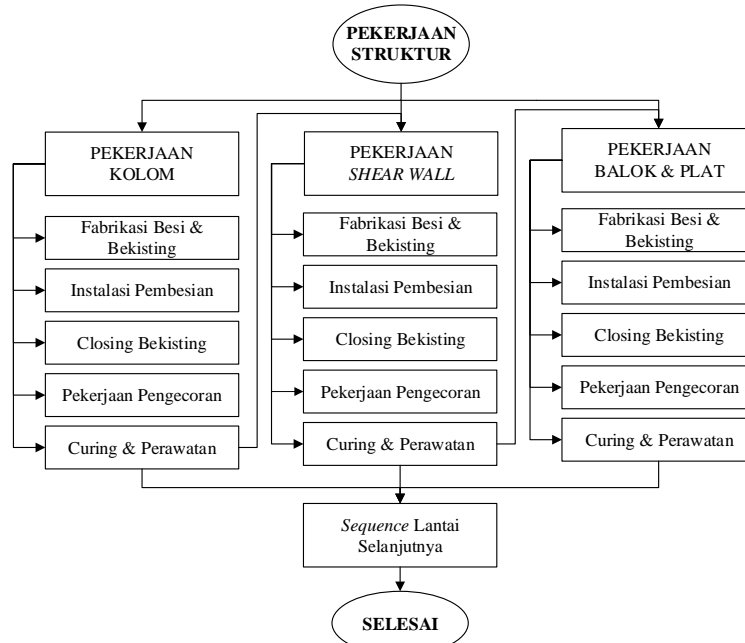 PEKERJAAN
STRUKTUR
PEKERJAAN
KOLOM
Fabrikasi Besi &
Bekisting
Instalasi Pembesian
Closing Bekisting
Pekerjaan Pengecoran
Curing & Perawatan
PEKERJAAN
SHEAR WALL
Fabrikasi Besi &
Bekisting
Instalasi Pembesian
Closing Bekisting
Pekerjaan Pengecoran
Curing & Perawatan
PEKERJAAN
BALOK & PLAT
Fabrikasi Besi &
Bekisting
Instalasi Pembesian
Closing Bekisting
Pekerjaan Pengecoran
Curing & Perawatan
Sequence Lantai
Selanjutnya
SELESAI